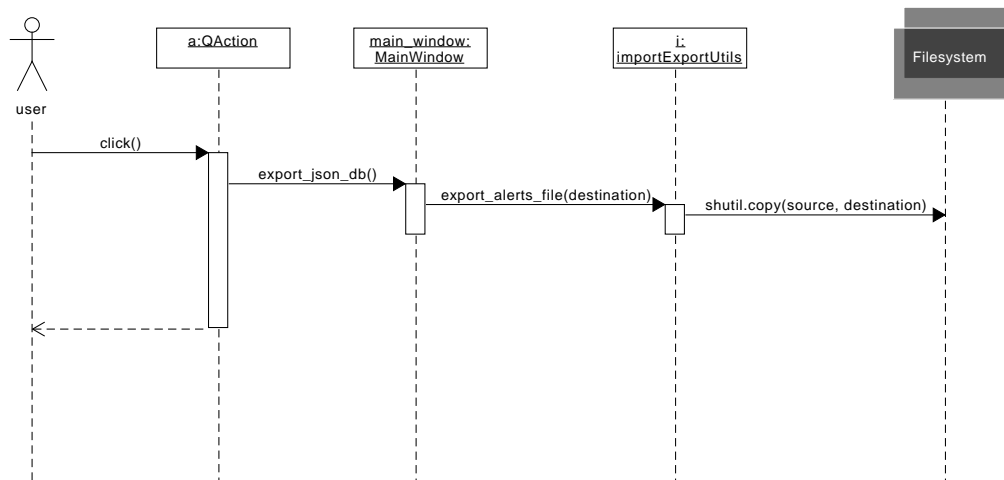 a:QAction
main_window:
MainWindow
i:
importExportUtils
Filesystem
user
click()
export_json_db()
export_alerts_file(destination)
shutil.copy(source, destination)